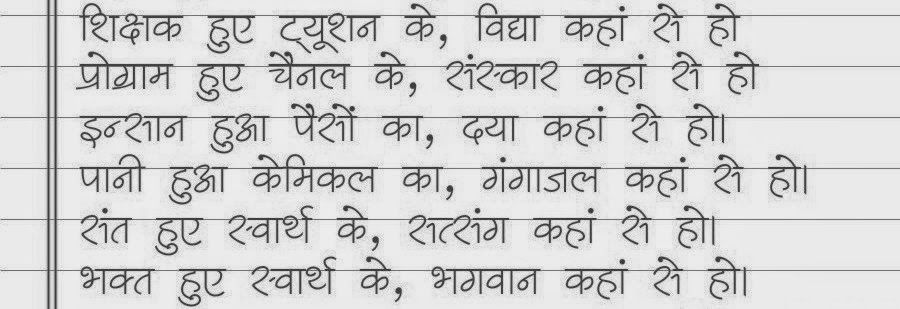 शिक्षक हुए ट्यूशन के, विद्या कहां से हो
प्रोग्राम हुए चैनल के, संस्कार कहां से हो
इन्सान हुआ पैसों का, दया कहां से हो।
पानी हुआ केमिकल का, गंगाजल कहां से हो।
संत हुए स्वार्थ के, सत्संग कहां से हो।
भक्त हुए स्वार्थ के, भगवान कहां से हो।